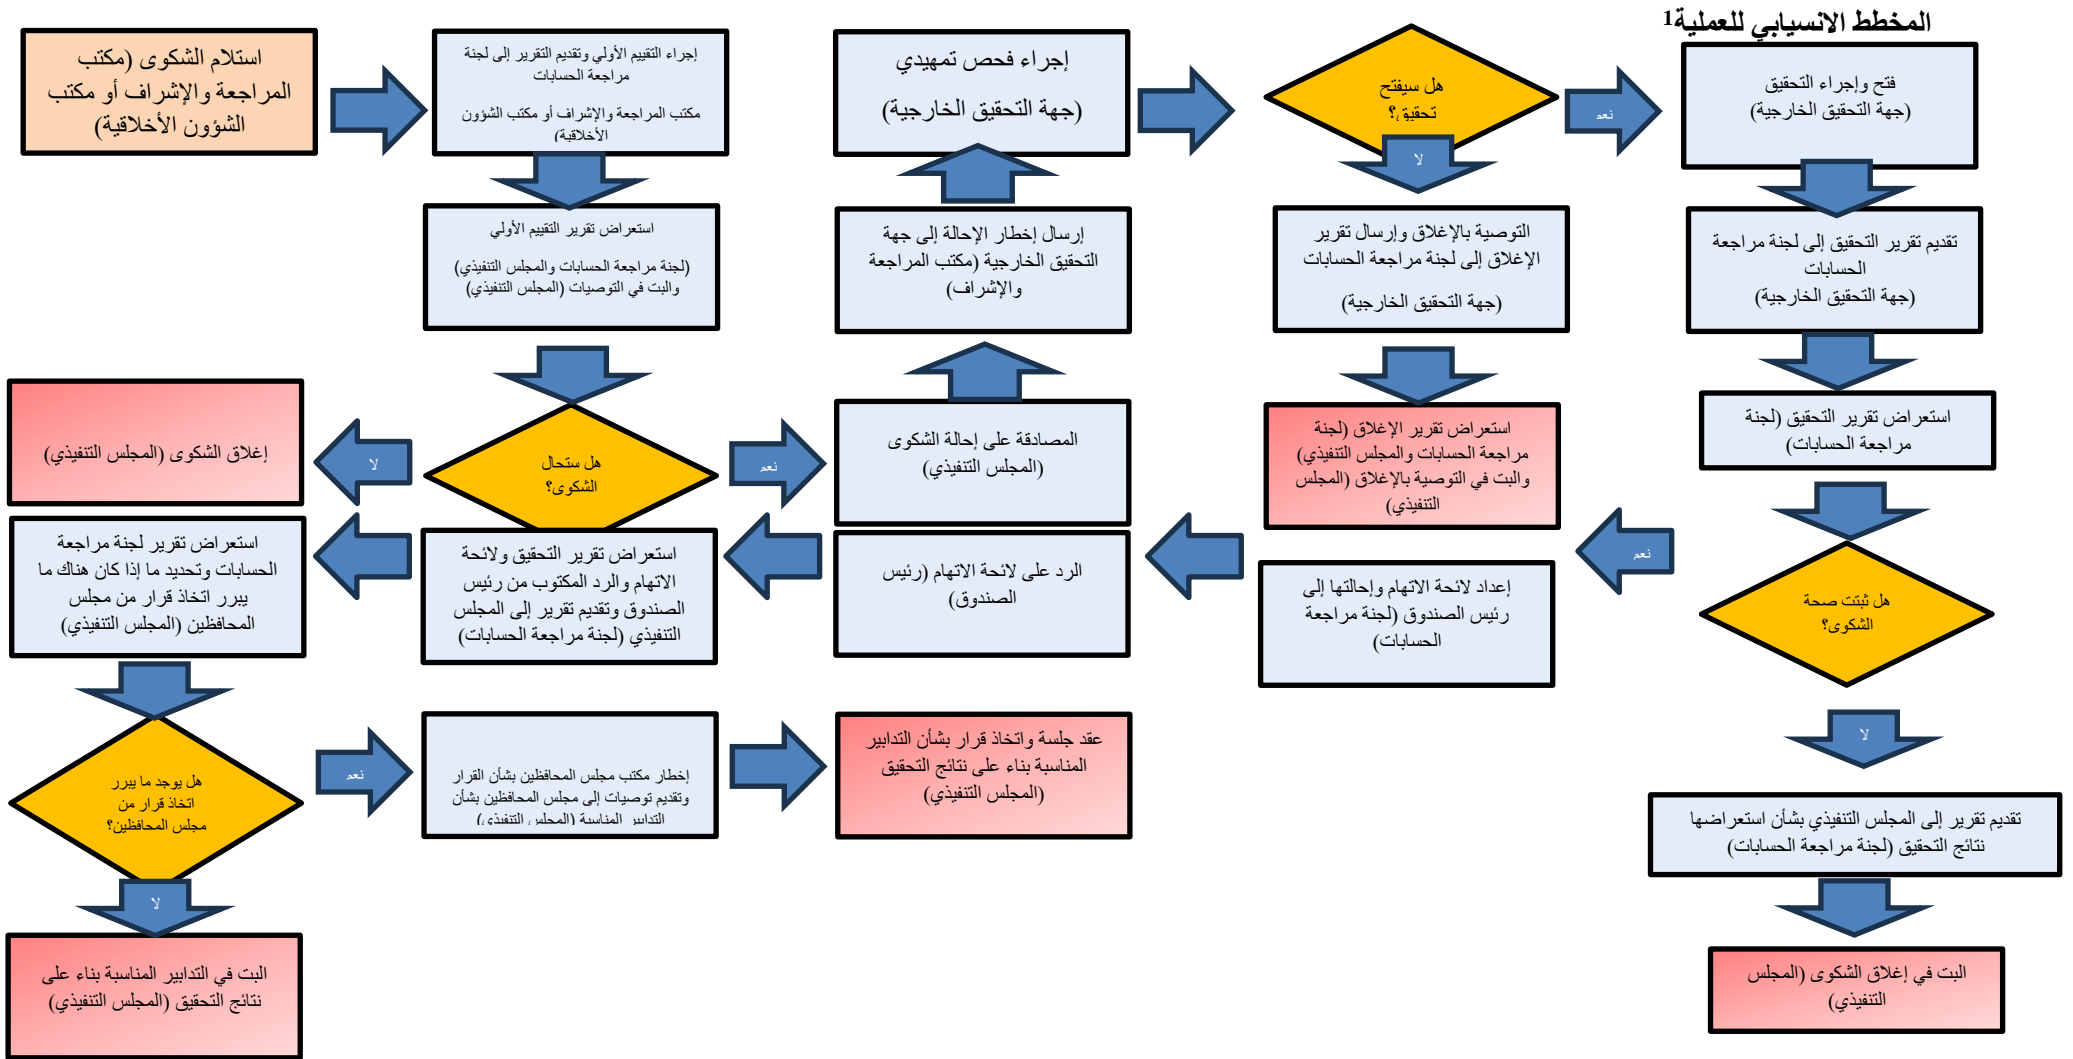 المخطط الانسيابي للعملية1
استلام الشكوى (مكتب
المراجعة والإشراف أو مكتب
الشؤون الأخلاقية)
إجراء التقييم الأولي وتقديم التقرير إلى لجنة
مراجعة الحسابات
مكتب المراجعة والإشراف أو مكتب الشؤون
الأخلاقية)
استعراض تقرير التقييم الأولي
(لجنة مراجعة الحسابات والمجلس التنفيذي)
والبت في التوصيات (المجلس التنفيذي)
هل ستحال
الشكوى؟
لا
إغلاق الشكوى (المجلس التنفيذي)
نعم
المصادقة على إحالة الشكوى
(المجلس التنفيذي)
إرسال إخطار الإحالة إلى جهة
التحقيق الخارجية (مكتب المراجعة
والإشراف)
إجراء فحص تمهيدي
(جهة التحقيق الخارجية)
هل سيفتح
تحقيق؟
لا
التوصية بالإغلاق وإرسال تقرير
الإغلاق إلى لجنة مراجعة الحسابات
(جهة التحقيق الخارجية)
استعراض تقرير الإغلاق (لجنة
مراجعة الحسابات والمجلس التنفيذي)
والبت في التوصية بالإغلاق (المجلس
التنفيذي)
نعم
فتح وإجراء التحقيق
(جهة التحقيق الخارجية)
تقديم تقرير التحقيق إلى لجنة مراجعة
الحسابات
(جهة التحقيق الخارجية)
استعراض تقرير التحقيق (لجنة
مراجعة الحسابات)
هل ثبتت صحة
الشكوى؟
لا
تقديم تقرير إلى المجلس التنفيذي بشأن استعراضها
نتائج التحقيق (لجنة مراجعة الحسابات)
البت في إغلاق الشكوى (المجلس
التنفيذي)
نعم
إعداد لائحة الاتهام وإحالتها إلى
رئيس الصندوق (لجنة مراجعة
الحسابات)
الرد على لائحة الاتهام (رئيس
الصندوق)
استعراض تقرير التحقيق ولائحة
الاتهام والرد المكتوب من رئيس
الصندوق وتقديم تقرير إلى المجلس
التنفيذي (لجنة مراجعة الحسابات)
استعراض تقرير لجنة مراجعة
الحسابات وتحديد ما إذا كان هناك ما
يبرر اتخاذ قرار من مجلس
المحافظين (المجلس التنفيذي)
هل يوجد ما يبرر
اتخاذ قرار من
مجلس المحافظين؟
نعم
إخطار مكتب مجلس المحافظين بشأن القرار
وتقديم توصيات إلى مجلس المحافظين بشأن
التدابير المناسبة (المجلس التنفيذي)
عقد جلسة واتخاذ قرار بشأن التدابير
المناسبة بناء على نتائج التحقيق
(المجلس التنفيذي)
لا
البت في التدابير المناسبة بناء على
نتائج التحقيق (المجلس التنفيذي)